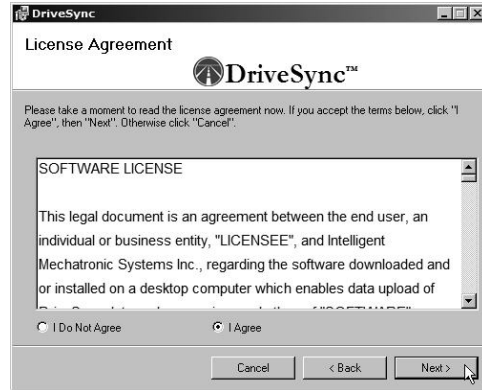 DriveSync
License Agreement
DriveSync™
Please take a moment to read the license agreement now. If you accept the terms below, click "I
Agree", then "Next". Otherwise click "Cancel".
SOFTWARE LICENSE
This legal document is an agreement between the end user, an
individual or business entity, "LICENSEE", and Intelligent
Mechatronic Systems Inc., regarding the software downloaded and
or installed on a desktop computer which enables data upload of
I Do Not Agree
I Agree
Cancel
< Back
Next >